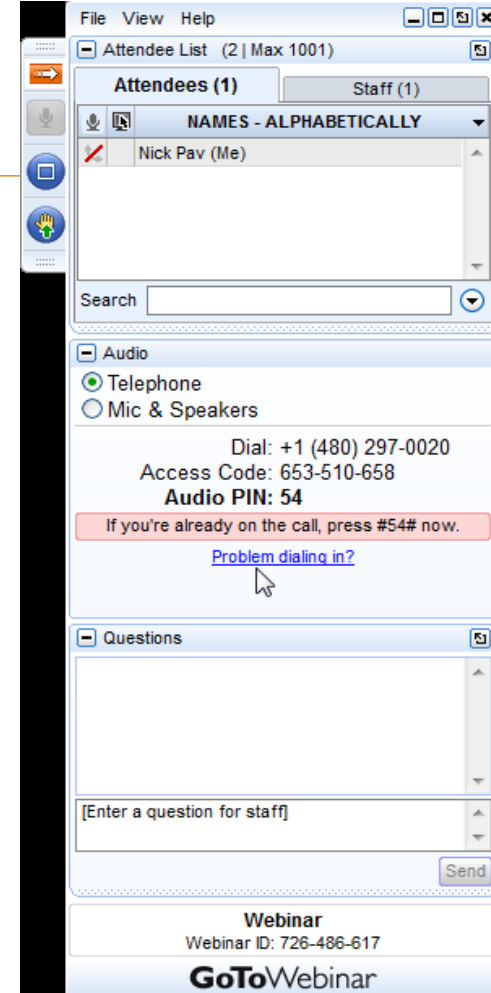 File View Help
Attendee List (2 | Max 1001)
Attendees (1) Staff (1)
NAMES - ALPHABETICALLY
Nick Pav (Me)
Search
Audio
Telephone
Mic & Speakers
Dial: +1 (480) 297-0020
Access Code: 653-510-658
Audio PIN: 54
If you're already on the call, press #54# now.
Problem dialing in?
Questions
[Enter a question for staff]
Send
Webinar
Webinar ID: 726-486-617
GoToWebinar